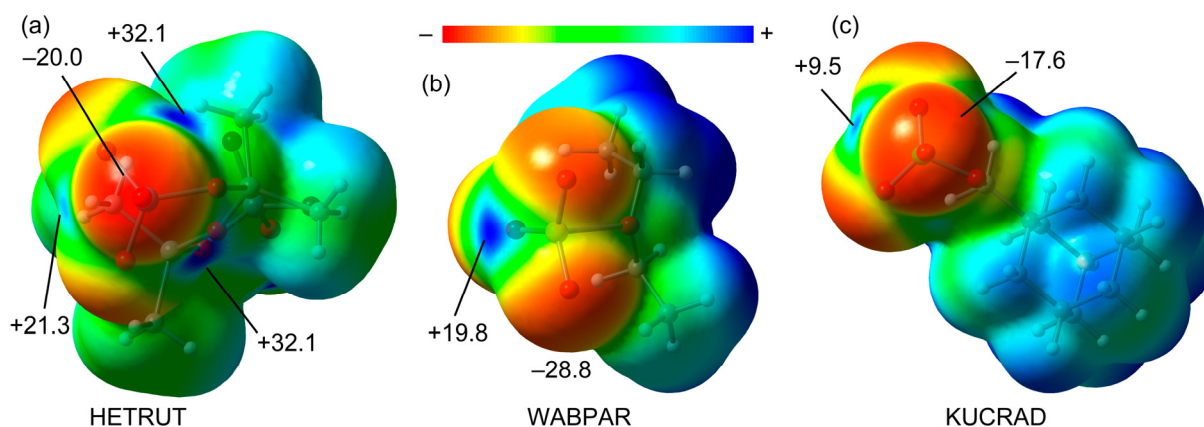 (a)
+32.1
–20.0
+21.3
+32.1
HETRUT
– +
(b)
+19.8
–28.8
WABPAR
(c)
+9.5
–17.6
KUCRAD